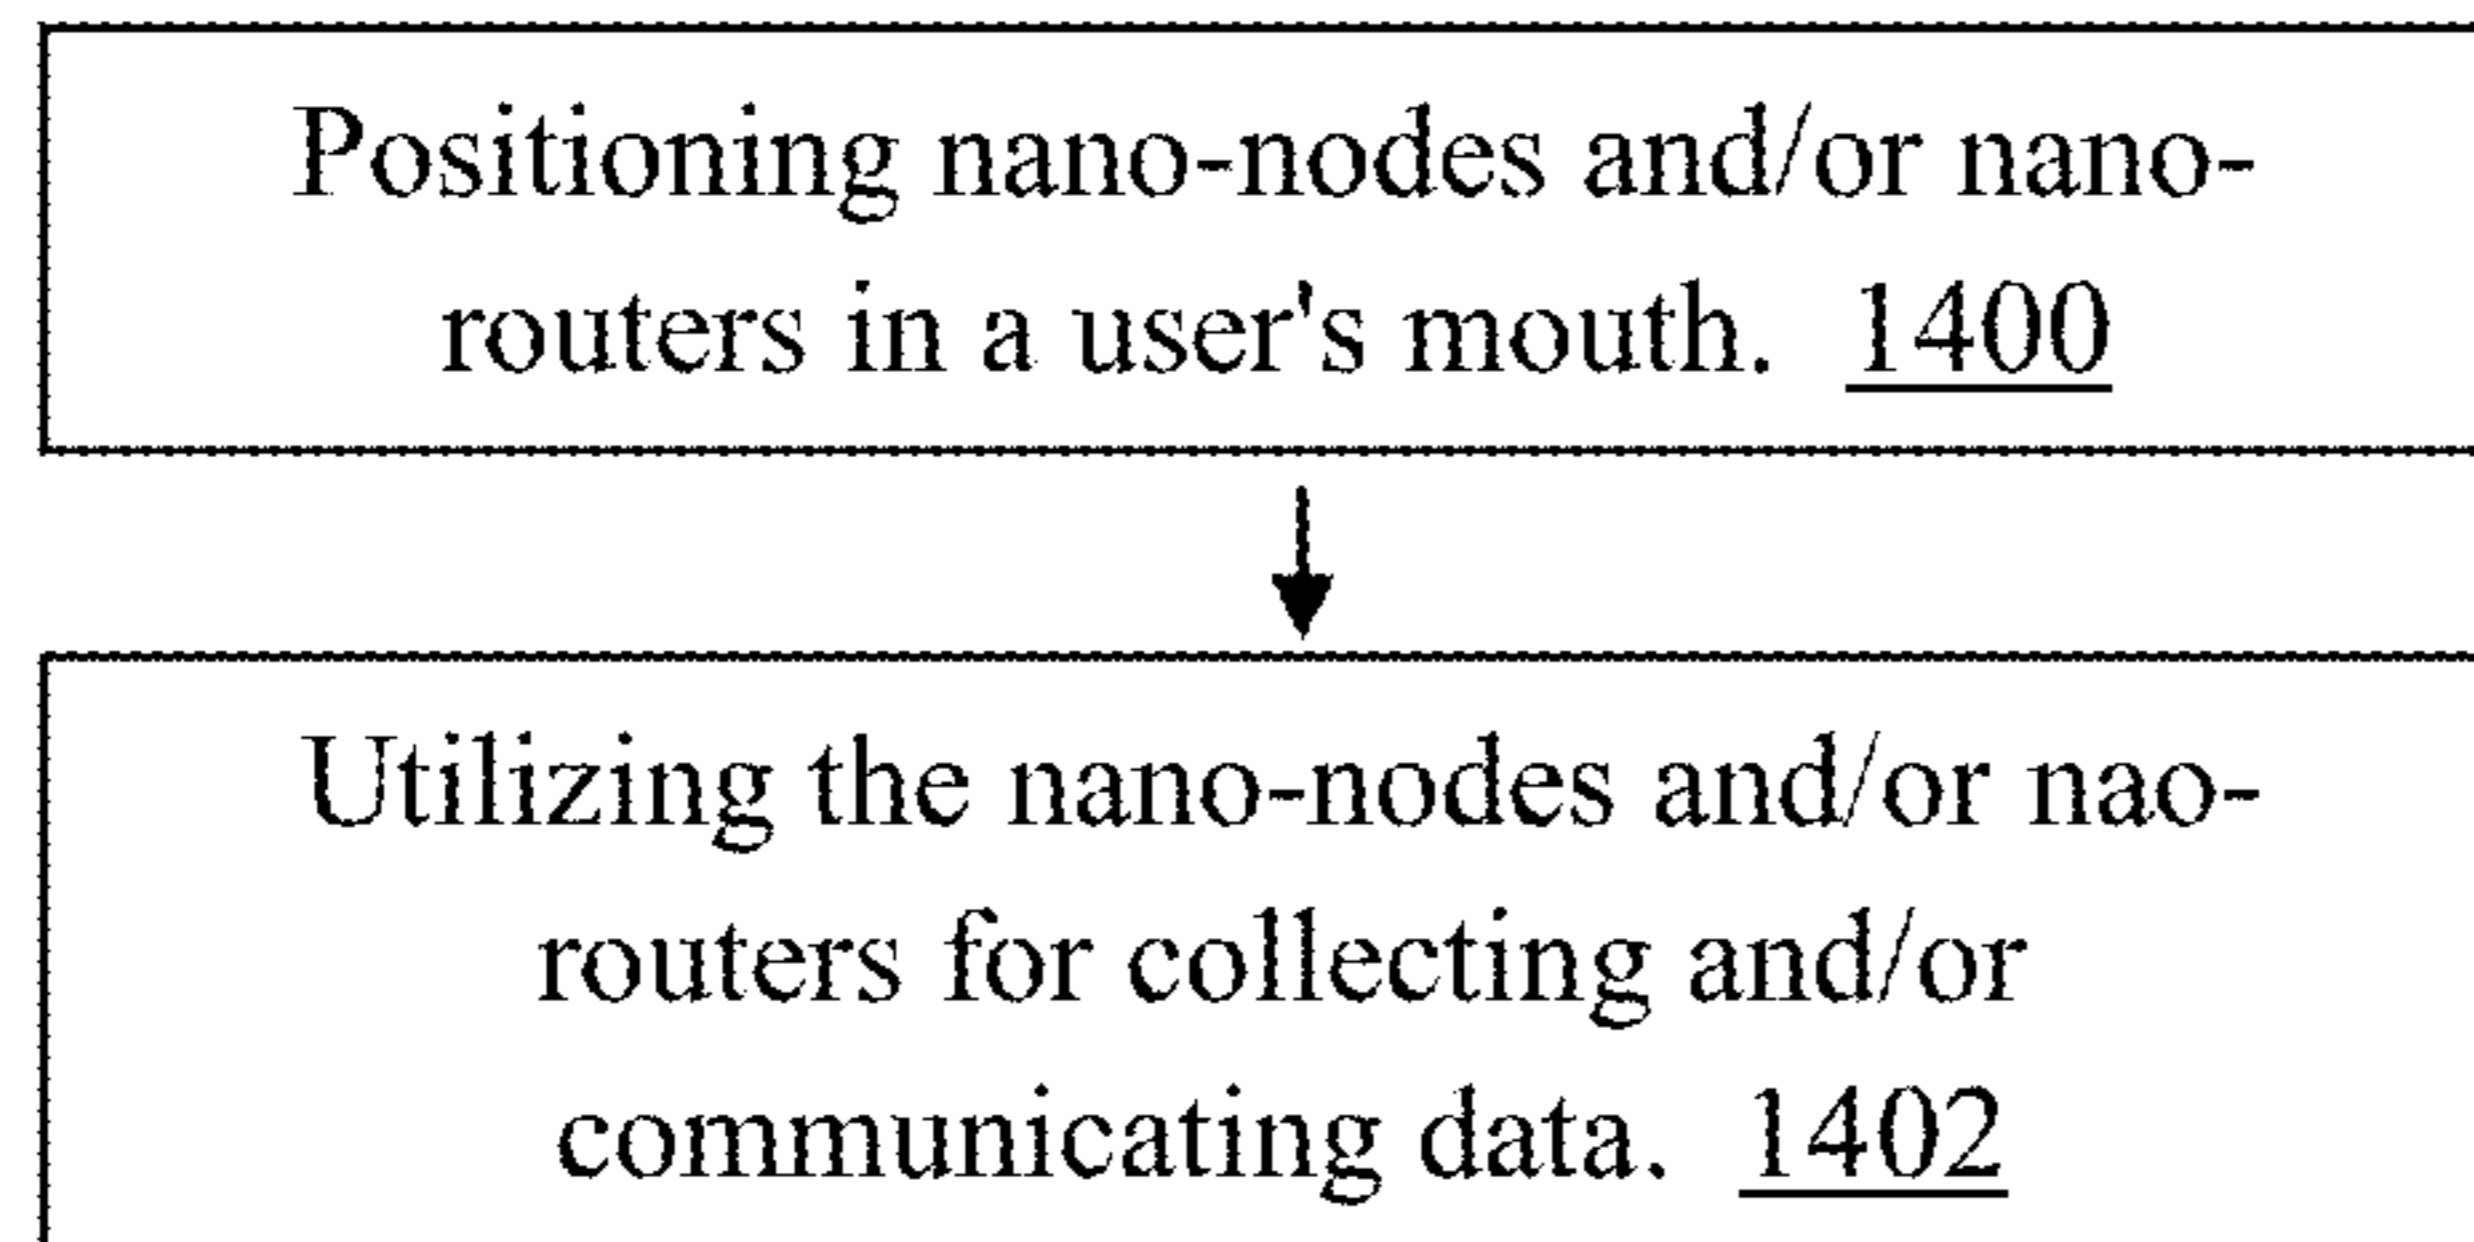 Positioning nano-nodes and/or nano-
routers in a user's mouth. 1400
Utilizing the nano-nodes and/or nao-
routers for collecting and/or
communicating data. 1402